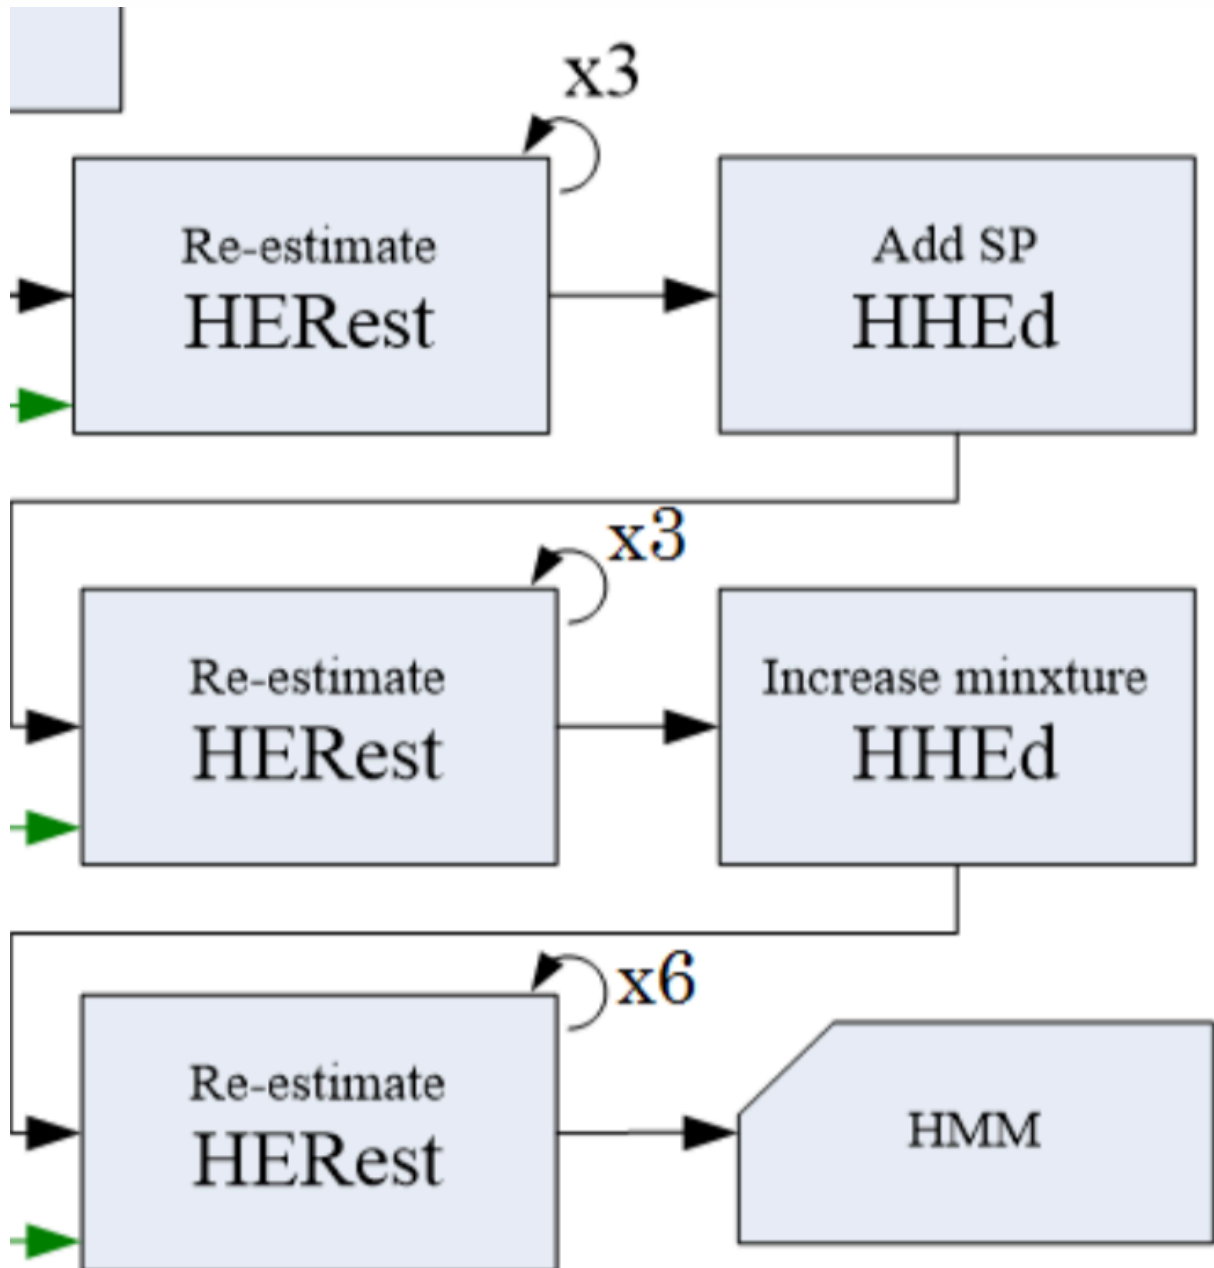 x3
Re-estimate
HERest
Add SP
HHEd
x3
Re-estimate
HERest
Increase minxture
HHEd
x6
Re-estimate
HERest
HMM